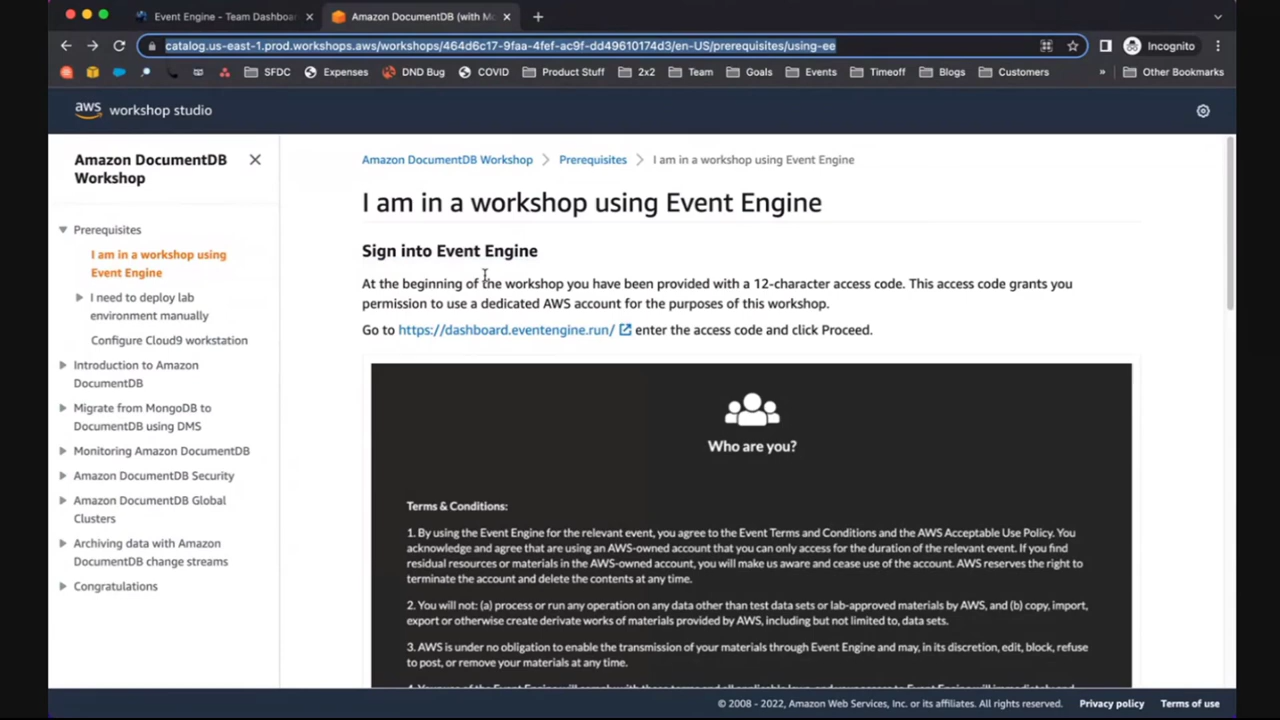 Event Engine - Team Dashboar
Amazon DocumentDB (with Mo
catalog.us-east-1.prod.workshops.aws/workshops/464d6c17-9faa-4fef-ac9f-dd49610174d3/en-US/prerequisites/using-ee
Incognito
SFDC
Expenses
DND Bug
COVID
Product Stuff
2x2
Team
Goals
Events
Timeoff
Blogs
Customers
»
Other Bookmarks
aws workshop studio
Amazon DocumentDB
Workshop
Prerequisites
I am in a workshop using
Event Engine
I need to deploy lab
environment manually
Configure Cloud9 workstation
Introduction to Amazon
DocumentDB
Migrate from MongoDB to
DocumentDB using DMS
Monitoring Amazon DocumentDB
Amazon DocumentDB Security
Amazon DocumentDB Global
Clusters
Archiving data with Amazon
DocumentDB change streams
Congratulations
Amazon DocumentDB Workshop > Prerequisites > I am in a workshop using Event Engine
I am in a workshop using Event Engine
Sign into Event Engine
At the beginning of the workshop you have been provided with a 12-character access code. This access code grants you
permission to use a dedicated AWS account for the purposes of this workshop.
Go to https://dashboard.eventengine.run/ enter the access code and click Proceed.
Who are you?
Terms & Conditions:
1. By using the Event Engine for the relevant event, you agree to the Event Terms and Conditions and the AWS Acceptable Use Policy. You
acknowledge and agree that are using an AWS-owned account that you can only access for the duration of the relevant event. If you find
residual resources or materials in the AWS-owned account, you will make us aware and cease use of the account. AWS reserves the right to
terminate the account and delete the contents at any time.
2. You will not: (a) process or run any operation on any data other than test data sets or lab-approved materials by AWS, and (b) copy, import,
export or otherwise create derivate works of materials provided by AWS, including but not limited to, data sets.
3. AWS is under no obligation to enable the transmission of your materials through Event Engine and may, in its discretion, edit, block, refuse
to post, or remove your materials at any time.
© 2008 - 2022, Amazon Web Services, Inc. or its affiliates. All rights reserved.
Privacy policy
Terms of use